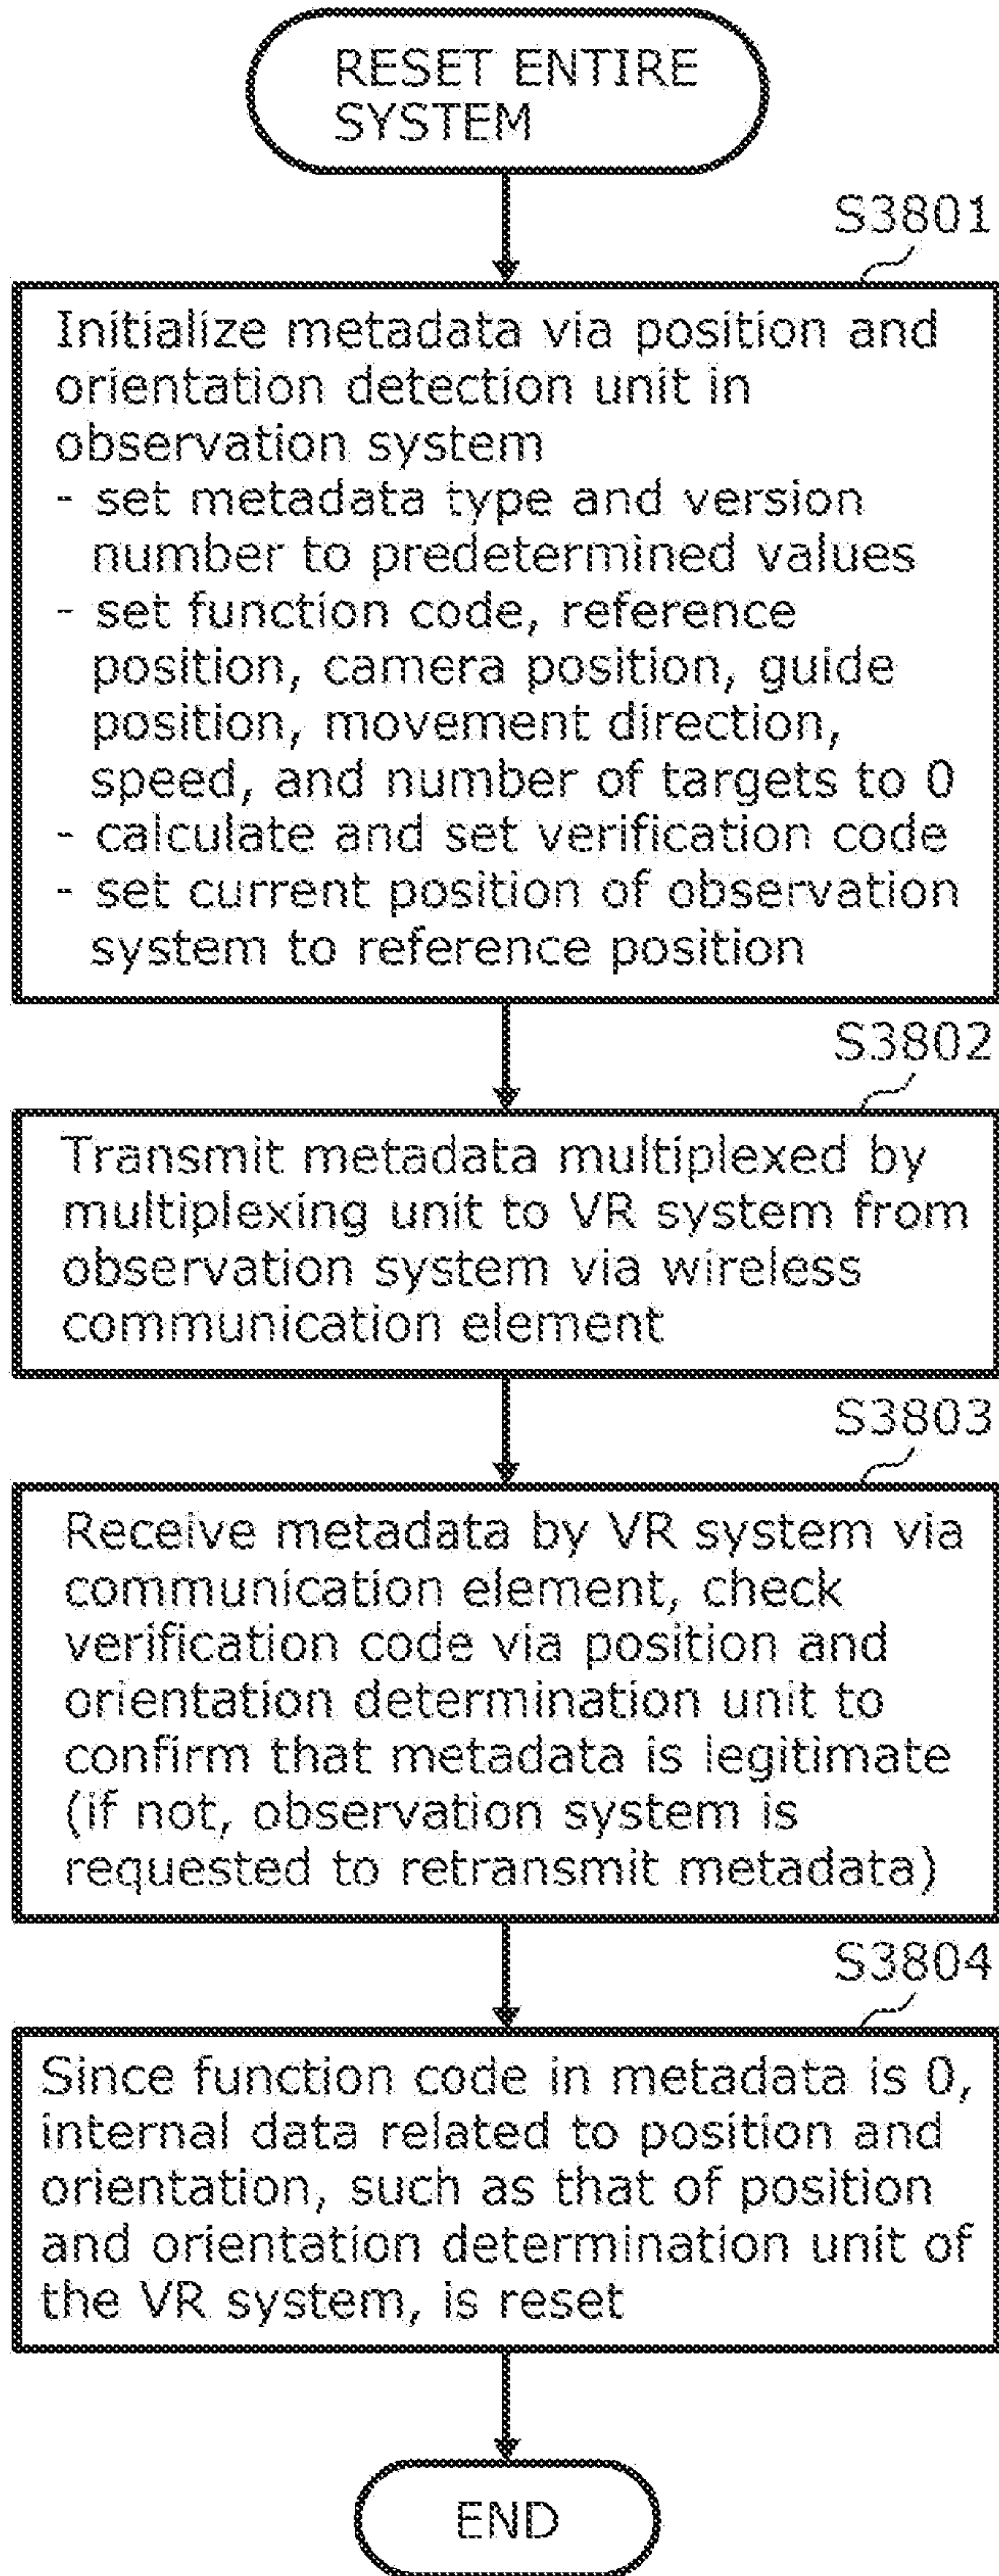 RESET ENTIRE
SYSTEM
S3801
Initialize metadata via position and
orientation detection unit in
observation system
- set metadata type and version
number to predetermined values
- set function code, reference
position, camera position, guide
position, movement direction,
speed, and number of targets to 0
- calculate and set verification code
- set current position of observation
system to reference position
S3802
Transmit metadata multiplexed by
multiplexing unit to VR system from
observation system via wireless
communication element
S3803
Receive metadata by VR system via
communication element, check
verification code via position and
orientation determination unit to
confirm that metadata is legitimate
(if not, observation system is
requested to retransmit metadata)
S3804
Since function code in metadata is 0,
internal data related to position and
orientation, such as that of position
and orientation determination unit of
the VR system, is reset
END